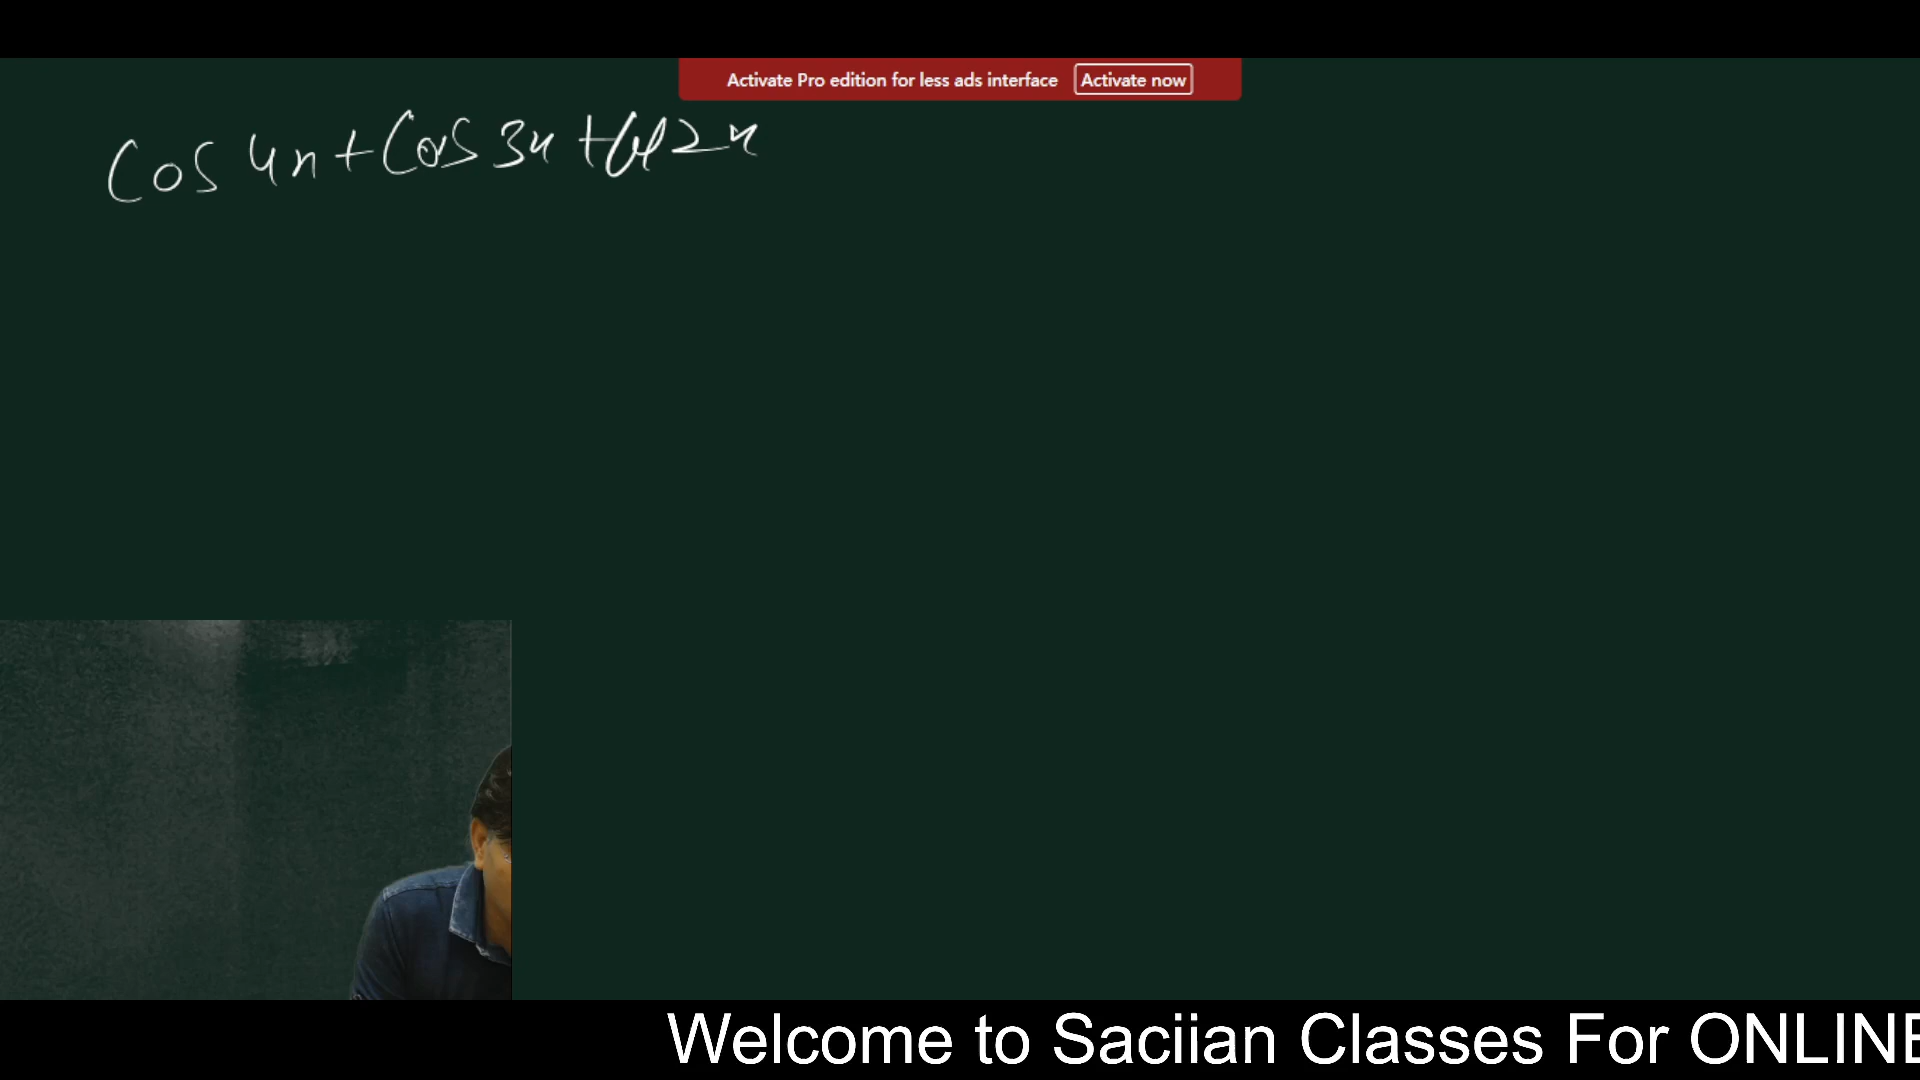 Activate Pro edition for less ads interface Activate now
Cos 4x + Cos 3x + Cos 2x
Welcome to Saciian Classes For ONLINE